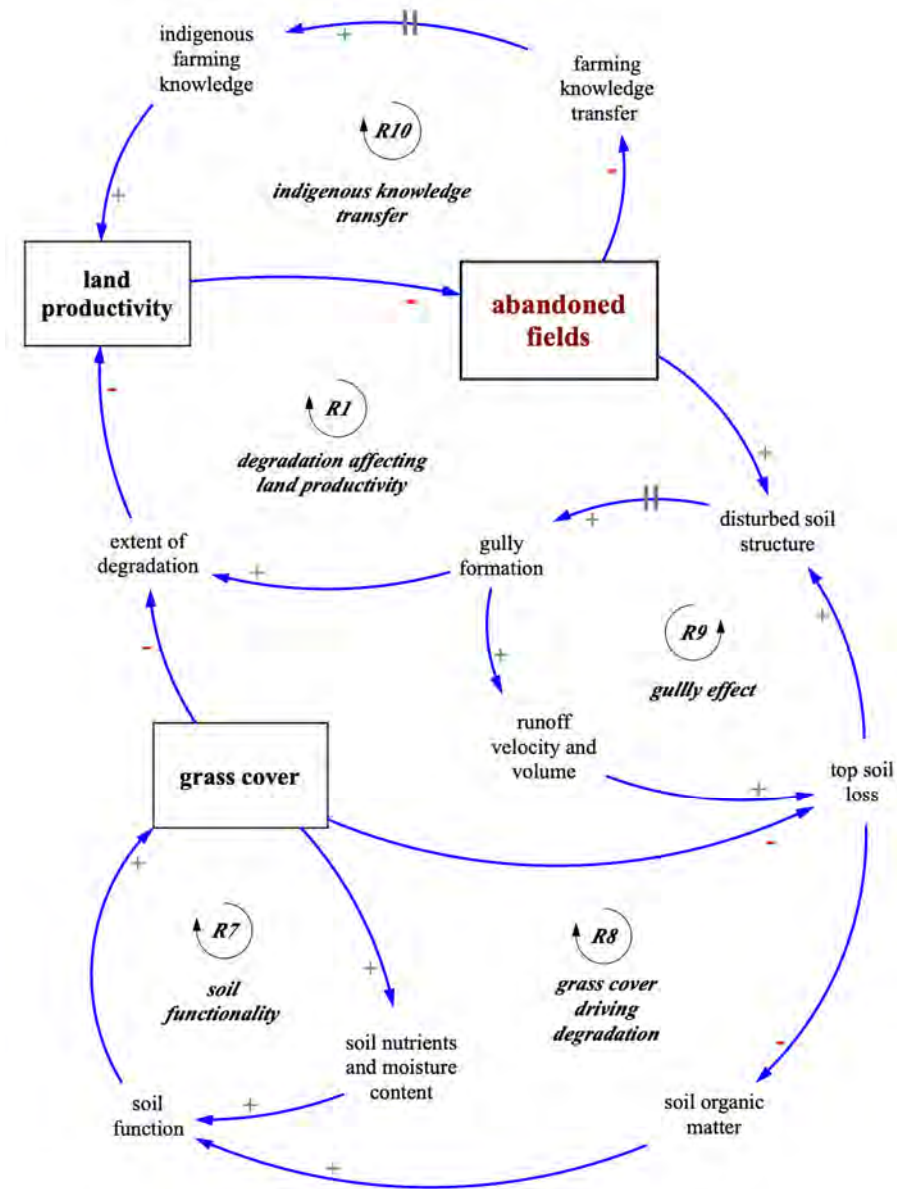 indigenous
farming
knowledge
+
farming
knowledge
transfer
R10
-
+
indigenous knowledge
transfer
land
productivity
-
abandoned
fields
-
R1
degradation affecting
land productivity
+
disturbed soil
structure
+
gully
formation
extent of
degradation
+
+
R9
gullly effect
-
+
runoff
velocity and
volume
+
top soil
loss
grass cover
-
+
R7
soil
functionality
R8
grass cover
driving
degradation
+
soil nutrients
and moisture
content
-
+
soil
function
soil organic
matter
+